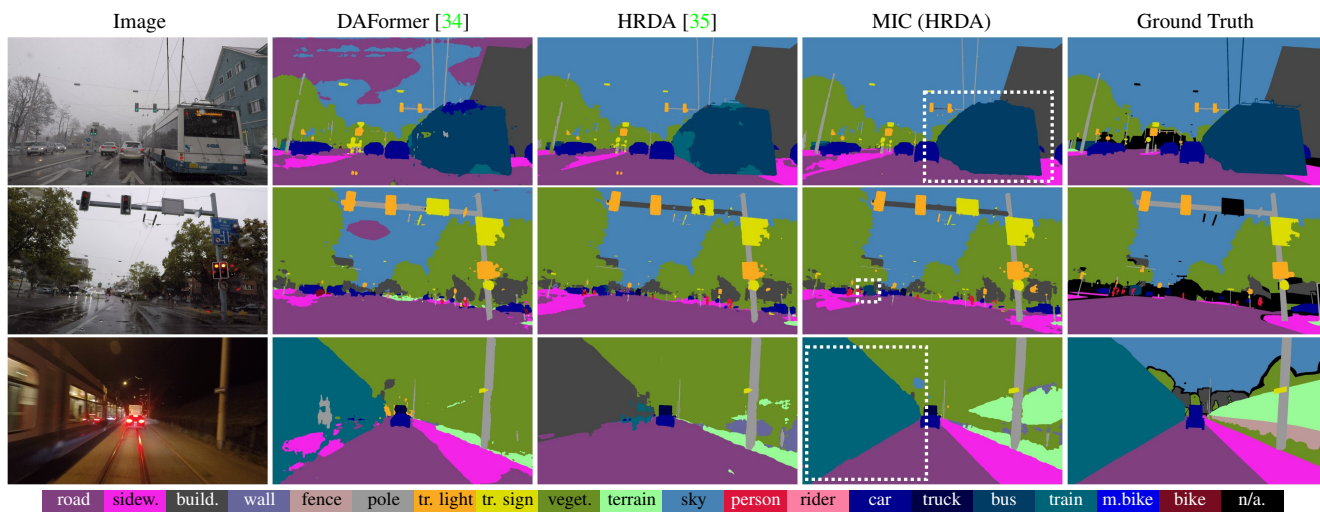 Image DAFormer [34] HRDA [35] MIC (HRDA) Ground Truth
road sidew. build. wall fence pole tr. light tr. sign veget. terrain sky person rider car truck bus train m.bike bike n/a.